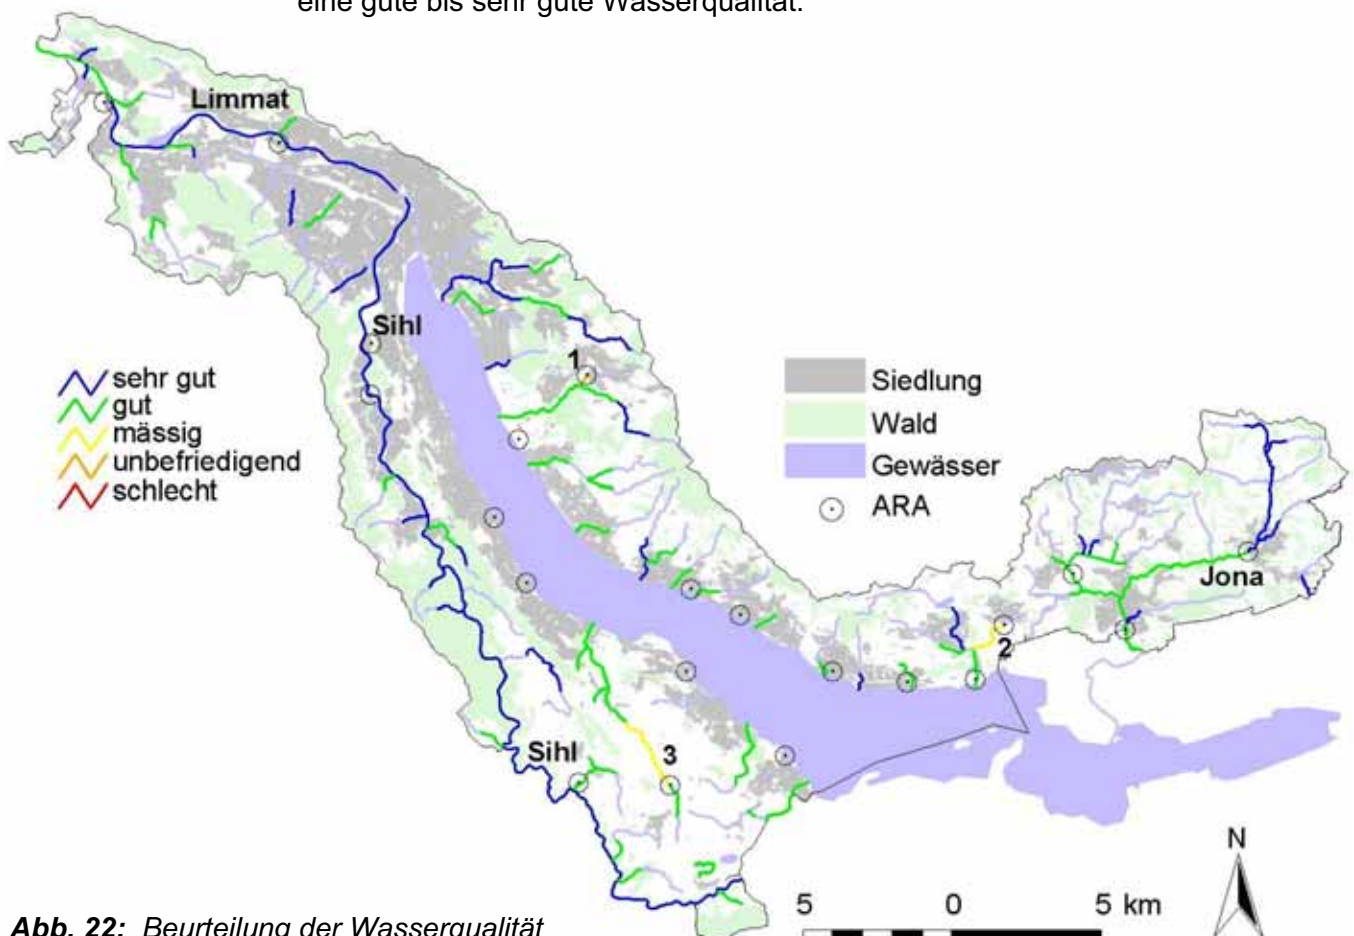 eine gute bis sehr gute Wasserqualität.
Limmat
Sihl
1
sehr gut
gut
mässig
unbefriedigend
schlecht
Siedlung
Wald
Gewässer
ARA
Jona
2
Sihl
3
N
5 0 5 km
Abb. 22: Beurteilung der Wasserqualität